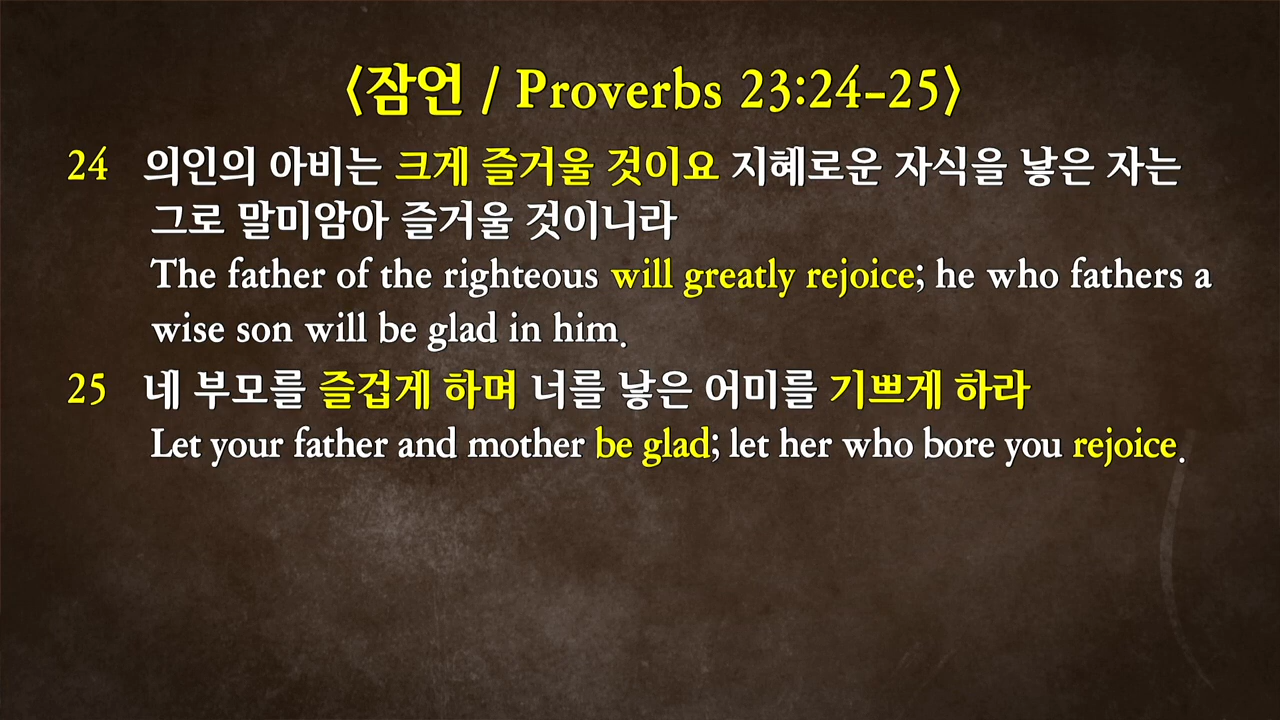 〈잠언 / Proverbs 23:24-25〉
24 의인의 아비는 크게 즐거울 것이요 지혜로운 자식을 낳은 자는
그로 말미암아 즐거울 것이니라
The father of the righteous will greatly rejoice; he who fathers a
wise son will be glad in him.
25 네 부모를 즐겁게 하며 너를 낳은 어미를 기쁘게 하라
Let your father and mother be glad; let her who bore you rejoice.